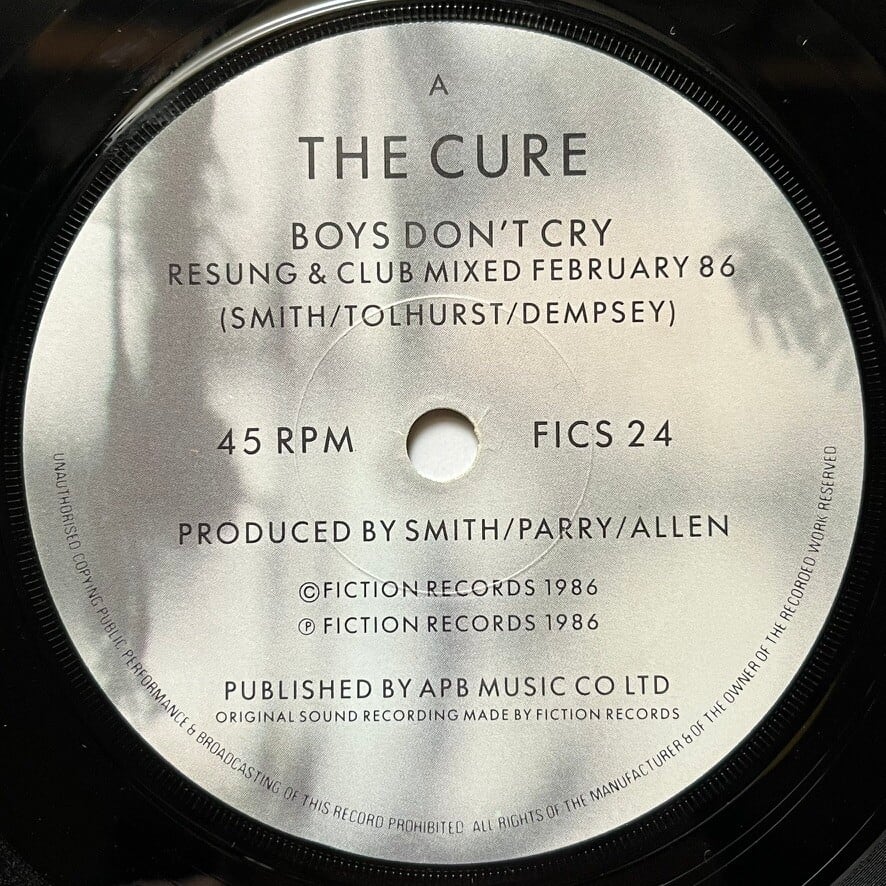 A
THE CURE
BOYS DON'T CRY
RESUNG & CLUB MIXED FEBRUARY 86
(SMITH/TOLHURST/DEMPSEY)
45 RPM
FICS 24
PRODUCED BY SMITH/PARRY/ALLEN
©FICTION RECORDS 1986
℗ FICTION RECORDS 1986
PUBLISHED BY APB MUSIC CO LTD
ORIGINAL SOUND RECORDING MADE BY FICTION RECORDS
UNAUTHORISED COPYING PUBLIC PERFORMANCE & BROADCASTING OF THIS RECORD PROHIBITED ALL RIGHTS OF THE MANUFACTURER & OF THE OWNER OF THE RECORDED WORK RESERVED